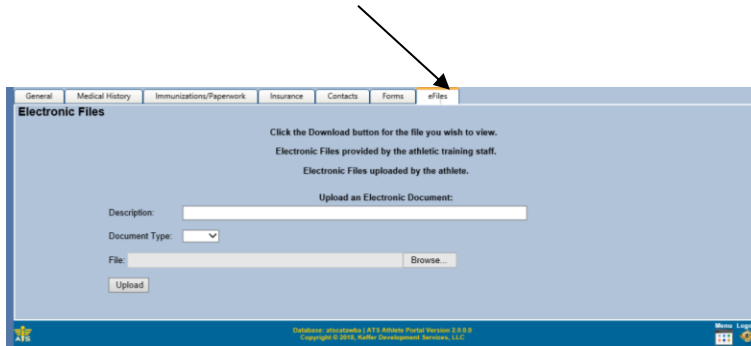 General Medical History Immunizations/Paperwork Insurance Contacts Forms eFiles
Electronic Files
Click the Download button for the file you wish to view.
Electronic Files provided by the athletic training staff.
Electronic Files uploaded by the athlete.
Upload an Electronic Document:
Description:
Document Type:
File: Browse...
Upload
ATS
Database: atscatawba | ATS Athlete Portal Version 2.0.0.0
Copyright © 2018, Keffer Development Services, LLC
Menu